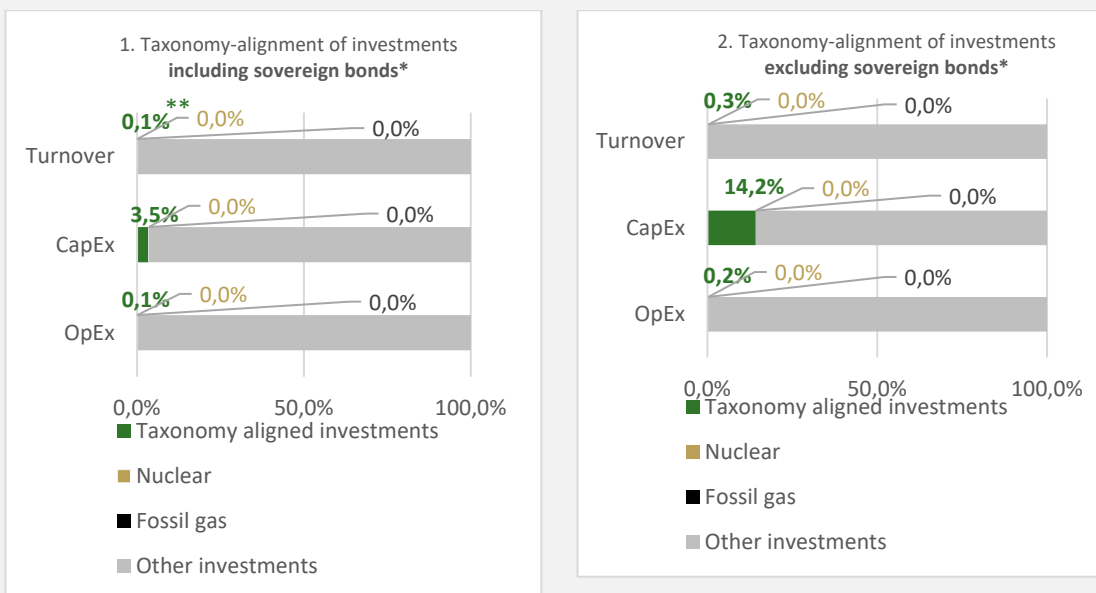 1. Taxonomy-alignment of investments
including sovereign bonds*
**
0,1%
0,0%
0,0%
Turnover
3,5%
0,0%
0,0%
CapEx
0,1%
0,0%
0,0%
OpEx
0,0%
50,0%
100,0%
Taxonomy aligned investments
Nuclear
Fossil gas
Other investments
2. Taxonomy-alignment of investments
excluding sovereign bonds*
0,3%
0,0%
0,0%
Turnover
14,2%
0,0%
0,0%
CapEx
0,2%
0,0%
0,0%
OpEx
0,0%
50,0%
100,0%
Taxonomy aligned investments
Nuclear
Fossil gas
Other investments